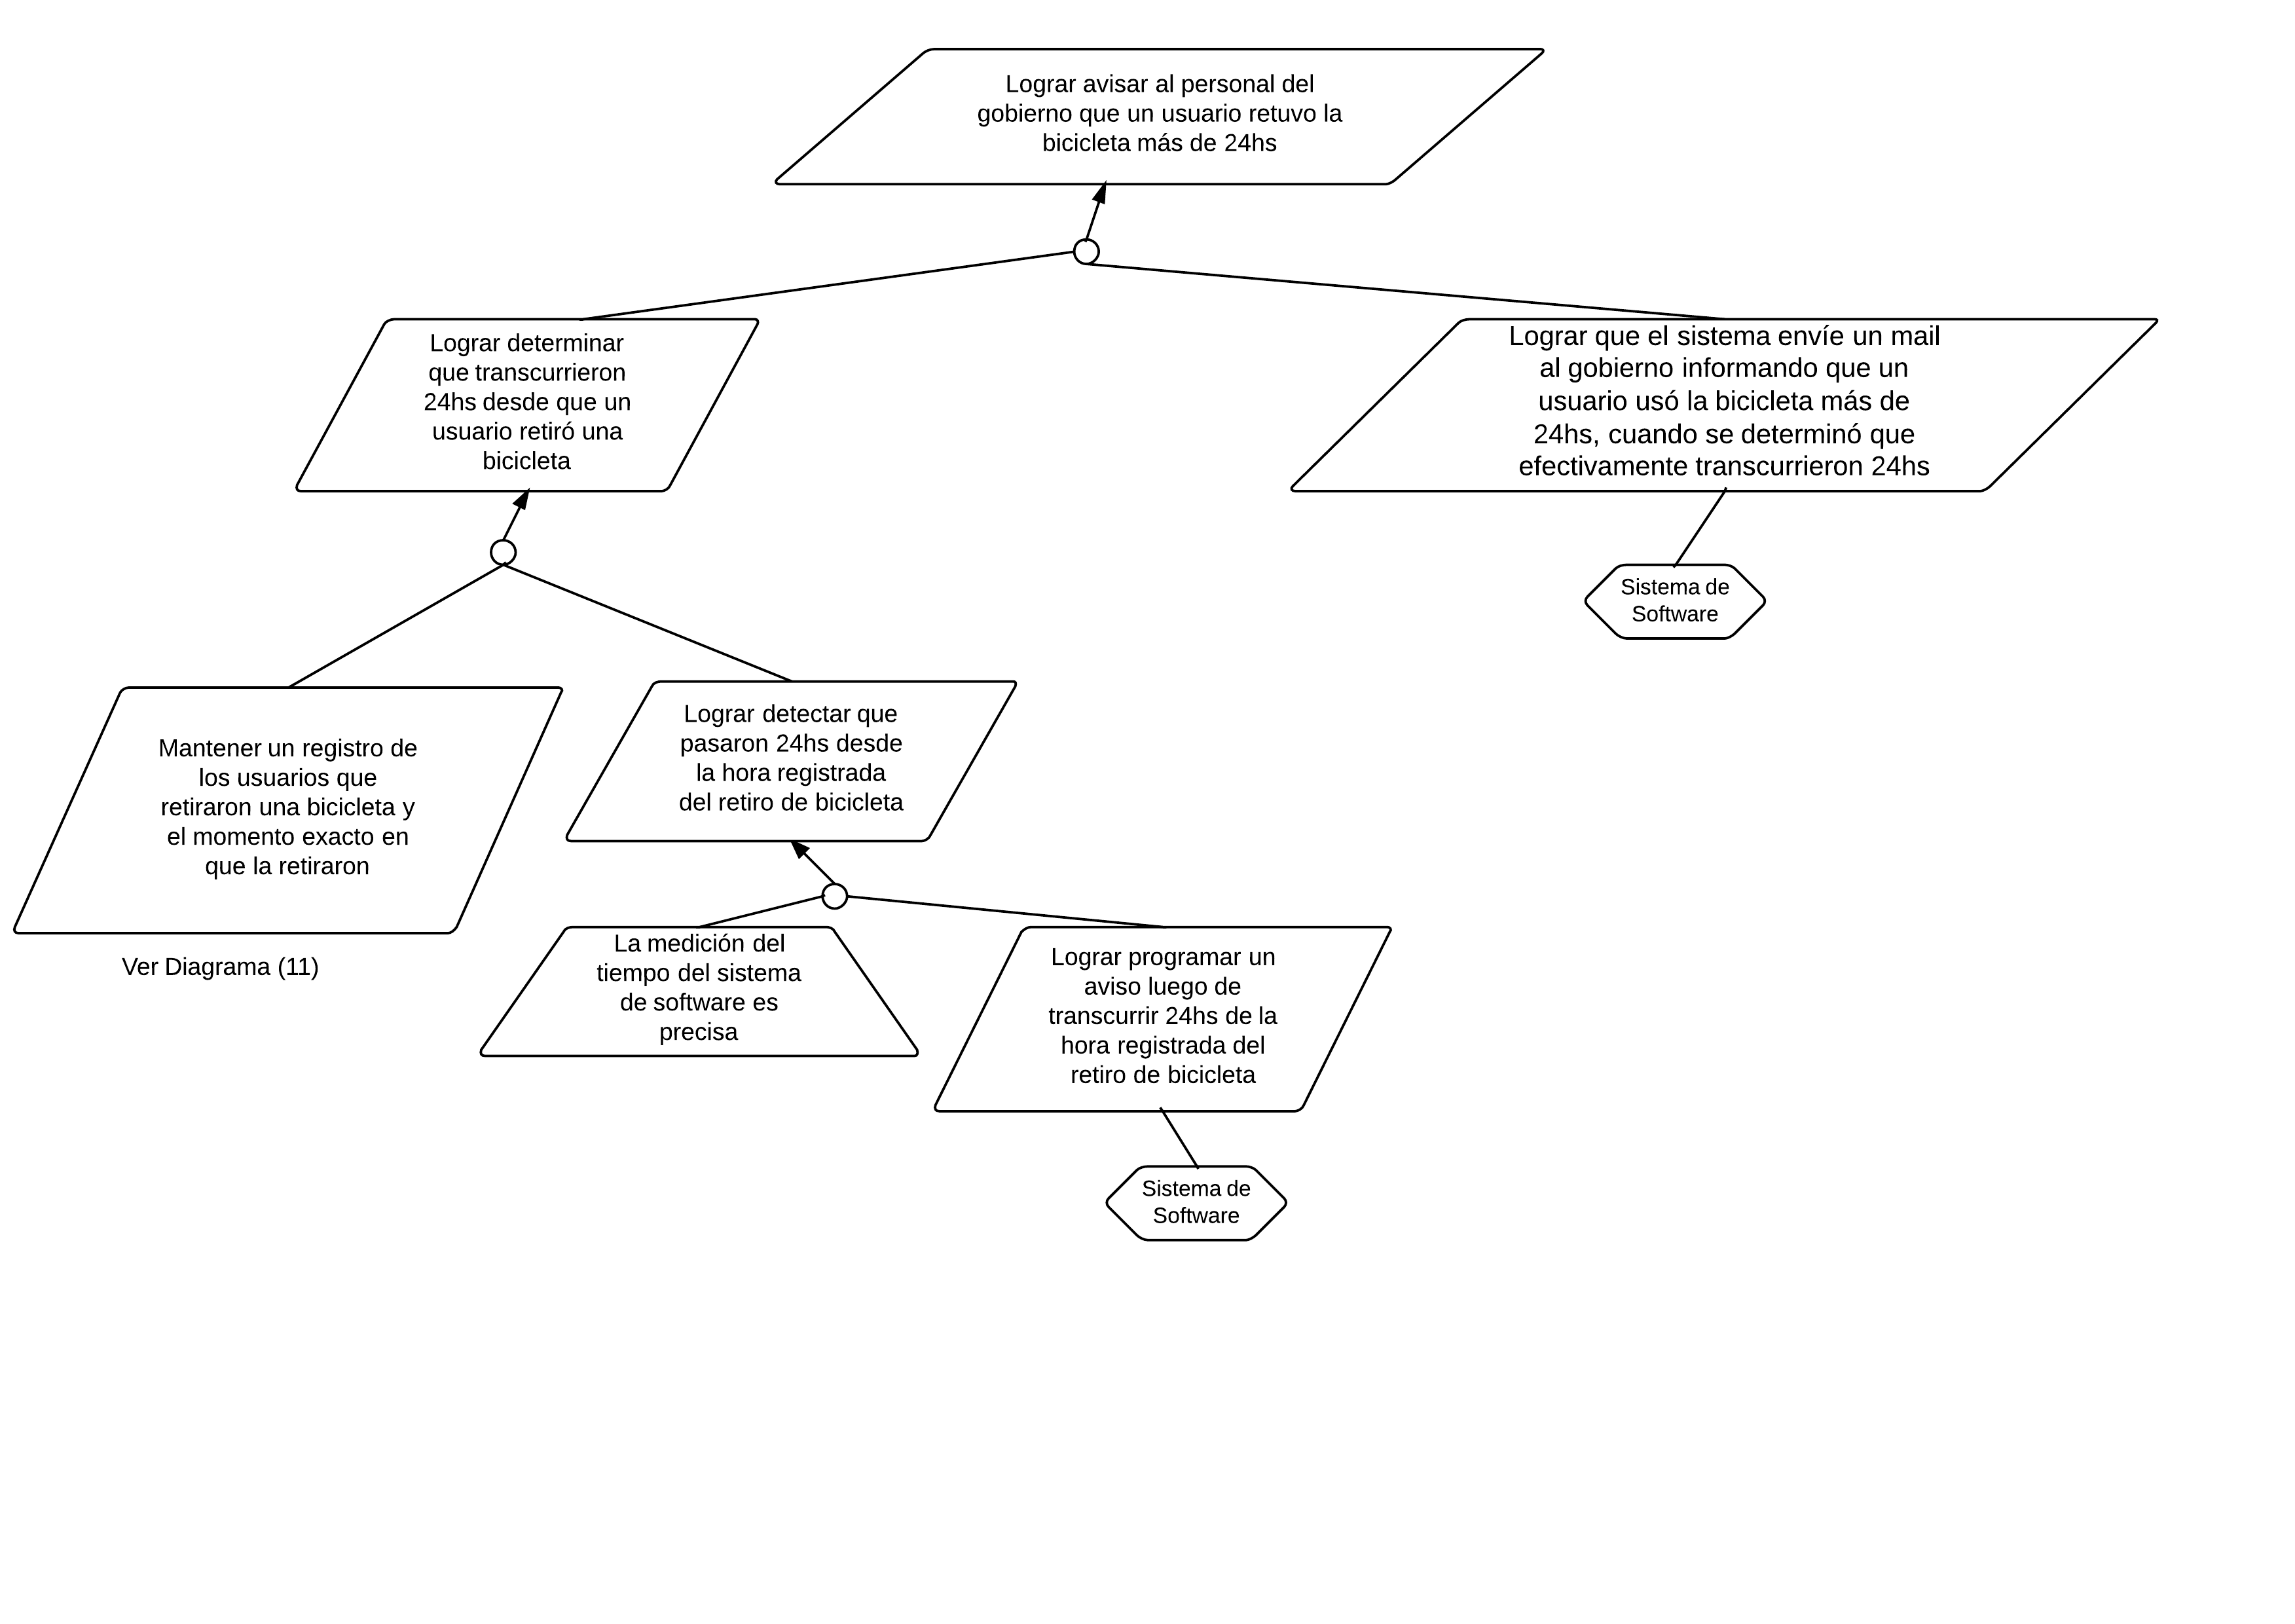 Lograr avisar al personal del
gobierno que un usuario retuvo la
bicicleta más de 24hs
Lograr determinar
que transcurrieron
24hs desde que un
usuario retiró una
bicicleta
Lograr que el sistema envíe un mail
al gobierno informando que un
usuario usó la bicicleta más de
24hs, cuando se determinó que
efectivamente transcurrieron 24hs
Sistema de
Software
Mantener un registro de
los usuarios que
retiraron una bicicleta y
el momento exacto en
que la retiraron
Ver Diagrama (11)
Lograr detectar que
pasaron 24hs desde
la hora registrada
del retiro de bicicleta
La medición del
tiempo del sistema
de software es
precisa
Lograr programar un
aviso luego de
transcurrir 24hs de la
hora registrada del
retiro de bicicleta
Sistema de
Software